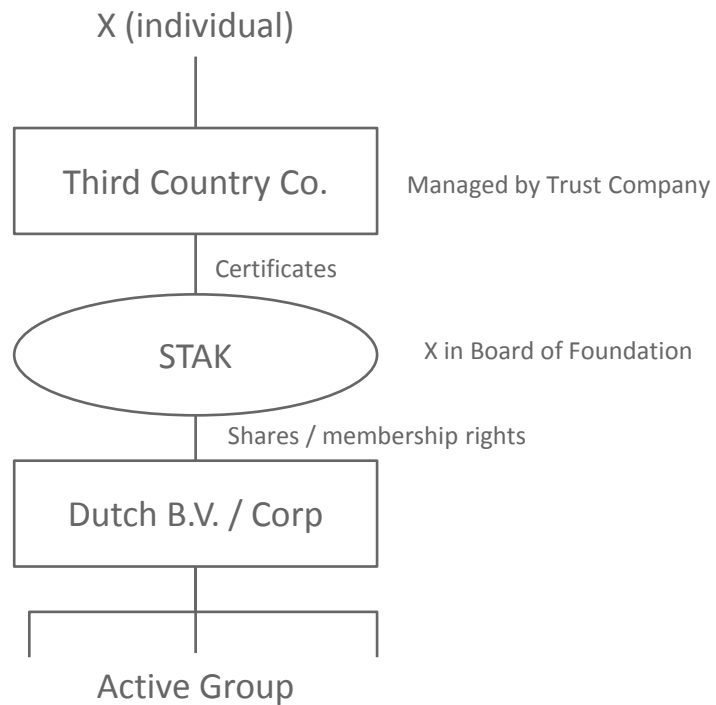 X (individual)
Third Country Co.
Managed by Trust Company
Certificates
STAK
X in Board of Foundation
Shares / membership rights
Dutch B.V. / Corp
Active Group